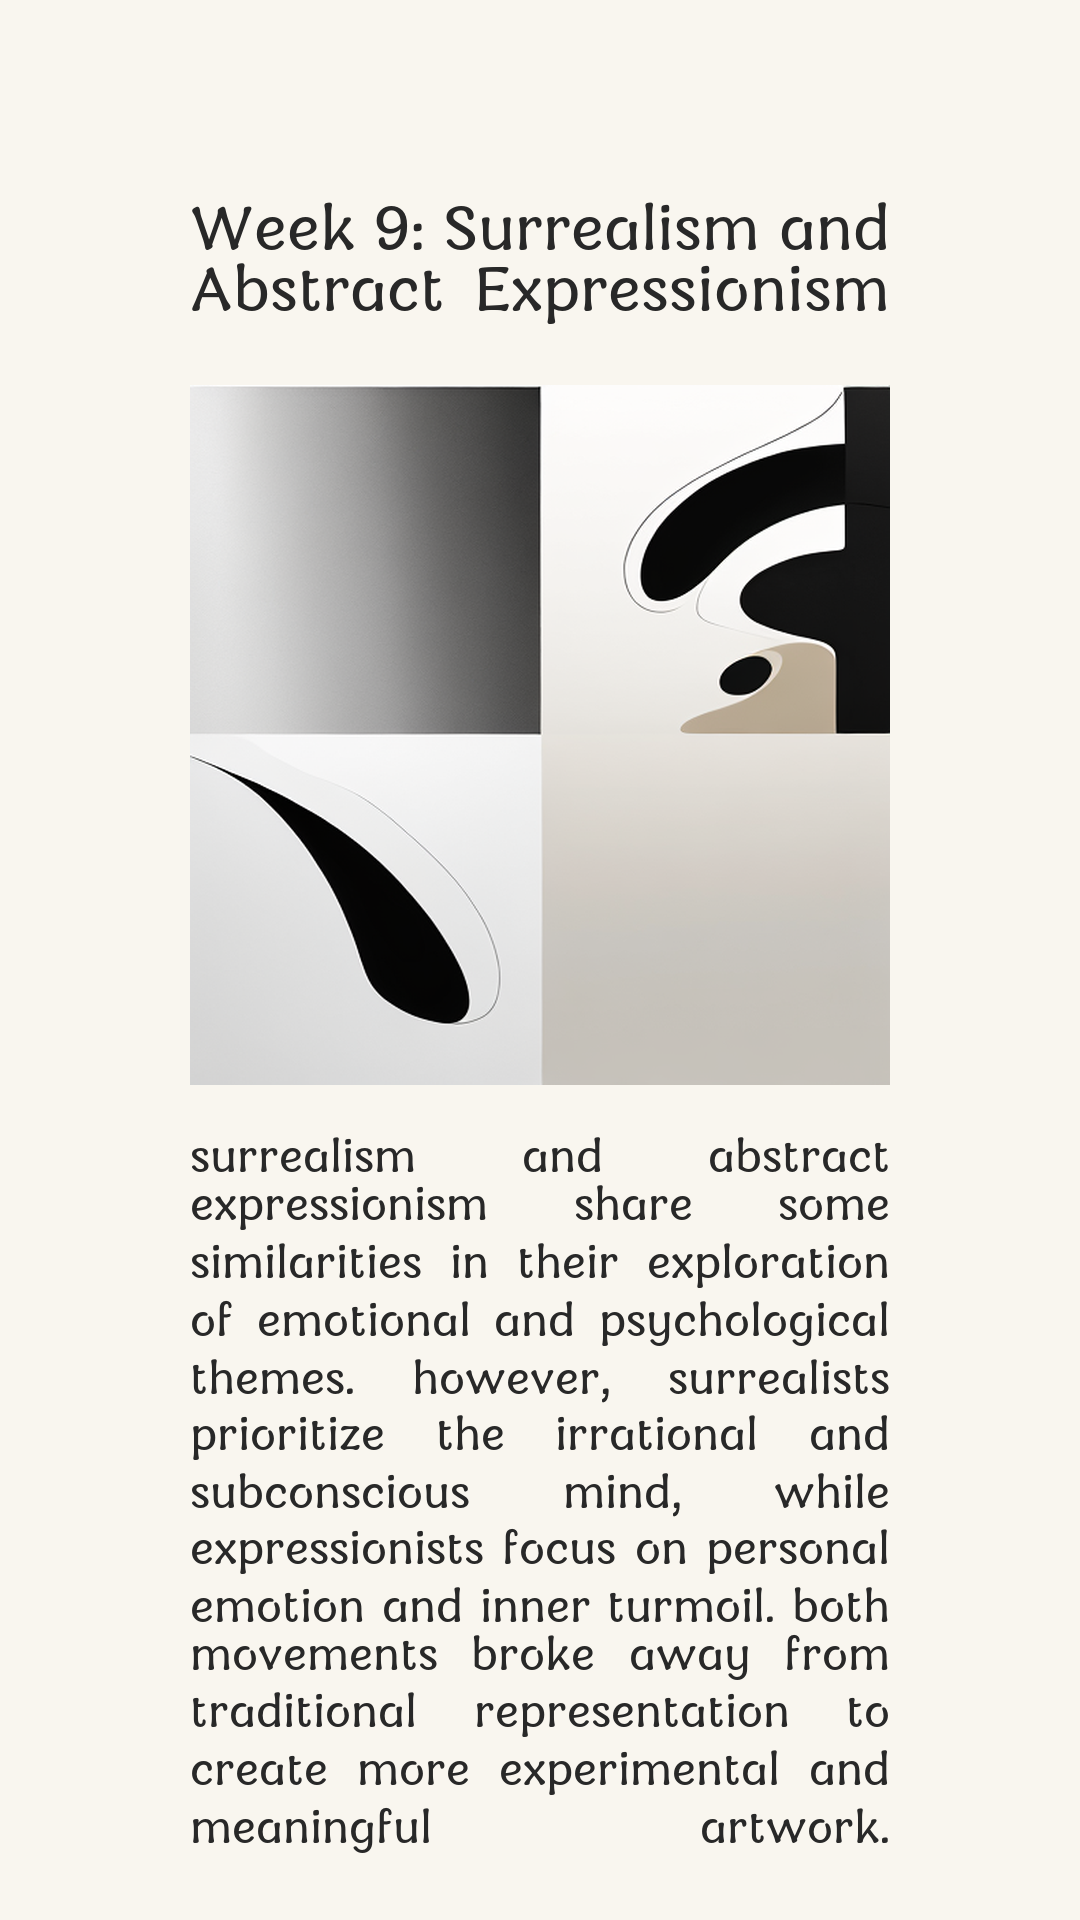 Week 9: Surrealism and
Abstract Expressionism
surrealism and abstract
expressionism share some
similarities in their exploration
of emotional and psychological
themes. however, surrealists
prioritize the irrational and
subconscious mind, while
expressionists focus on personal
emotion and inner turmoil. both
movements broke away from
traditional representation to
create more experimental and
meaningful artwork.